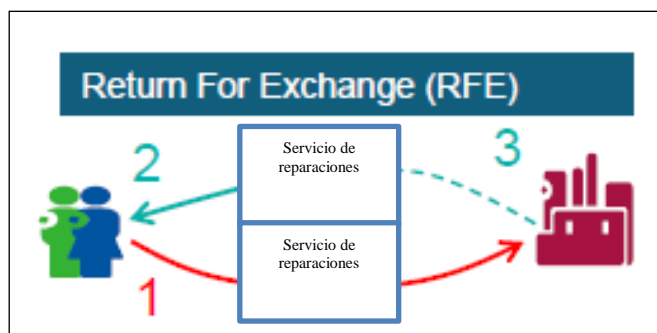 Return For Exchange (RFE)
2
Servicio de
reparaciones
3
Servicio de
reparaciones
1